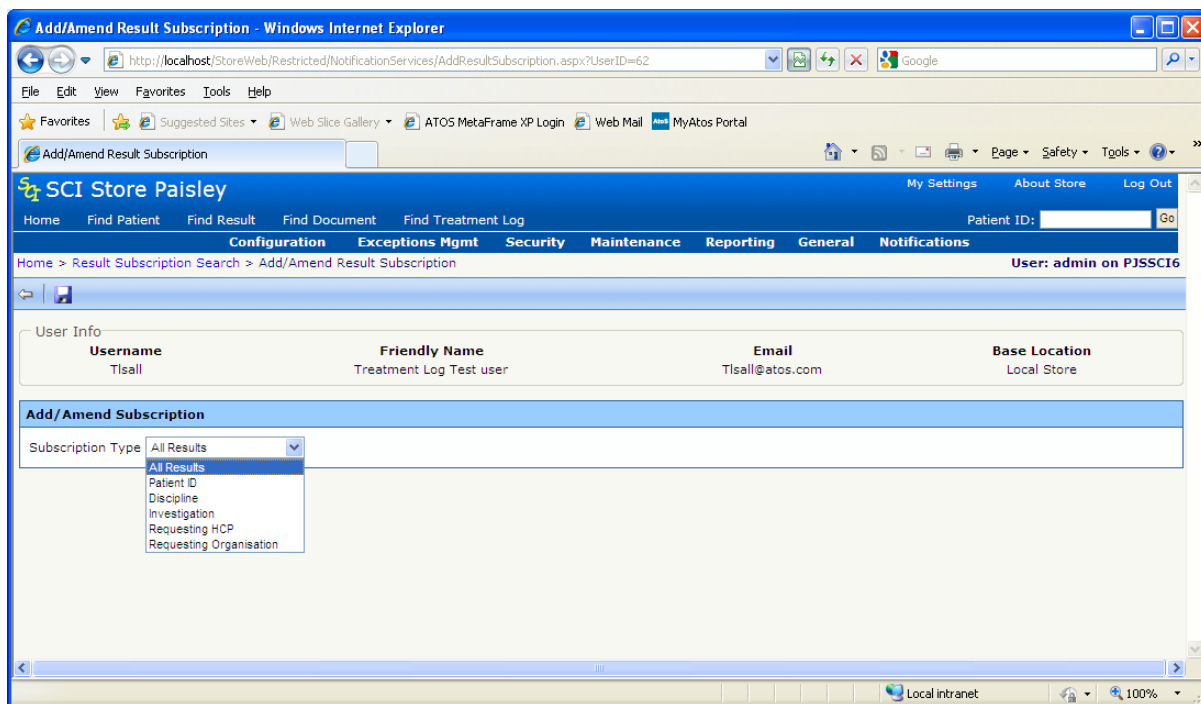 Add/Amend Result Subscription - Windows Internet Explorer
http://localhost/StoreWeb/Restricted/NotificationServices/AddResultSubscription.aspx?UserID=62 Google
File Edit View Favorites Tools Help
Favorites Suggested Sites Web Slice Gallery ATOS MetaFrame XP Login Atos Web Mail MyAtos Portal
Add/Amend Result Subscription Page Safety Tools »
SCI Store Paisley My Settings About Store Log Out
Home Find Patient Find Result Find Document Find Treatment Log Patient ID: Go
Configuration Exceptions Mgmt Security Maintenance Reporting General Notifications
Home > Result Subscription Search > Add/Amend Result Subscription User: admin on PJSSCI6
User Info
Username Friendly Name Email Base Location
Tlsall Treatment Log Test user Tlsall@atos.com Local Store
Add/Amend Subscription
Subscription Type All Results
All Results
Patient ID
Discipline
Investigation
Requesting HCP
Requesting Organisation
Local intranet 100%